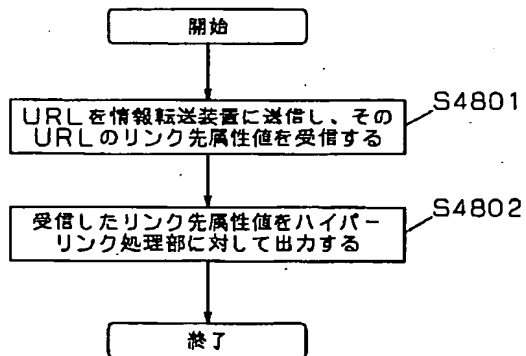 開始
URLを情報転送装置に送信し、その
URLのリンク先属性値を受信する
S4801
受信したリンク先属性値をハイパー
リンク処理部に対して出力する
S4802
終了